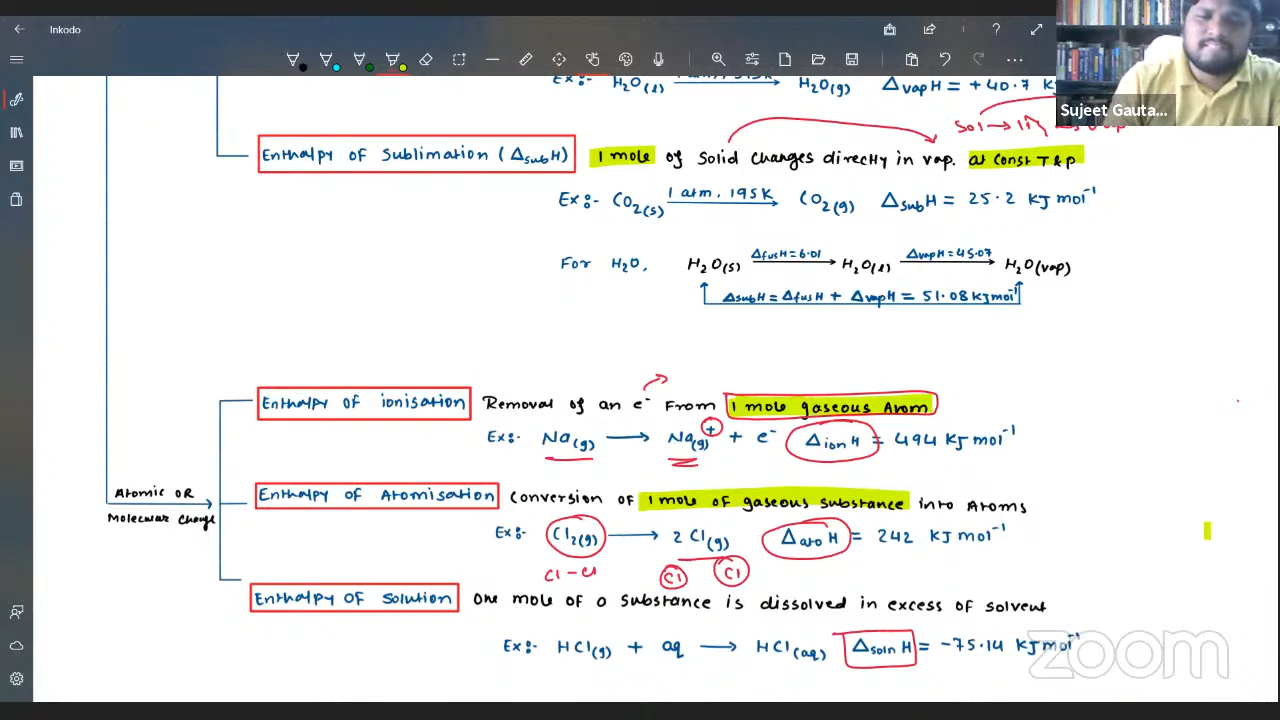 Inkodo
Ex:- H₂O(l) H₂O(g) ΔvapH = +40.7 KJ
Sujeet Gauta...
Sol → liq →
Enthalpy of Sublimation (ΔsubH) 1 mole of solid changes directly in vap. at const T & P
Ex:- CO₂(s) 1 atm. 195K CO₂(g) ΔsubH = 25.2 KJ mol⁻¹
For H₂O, H₂O(s) ΔfusH=6.01 H₂O(l) ΔvapH=45.07 H₂O(vap)
ΔsubH = ΔfusH + ΔvapH = 51.08 KJ mol⁻¹
Enthalpy of ionisation Removal of an e⁻ From 1 mole gaseous Atom
Ex:- Na(g) → Na(g)⁺ + e⁻ ΔionH = 494 KJ mol⁻¹
Atomic OR
Molecular Change
Enthalpy of Atomisation Conversion of 1 mole of gaseous substance into Atoms
Ex:- Cl₂(g) → 2 Cl(g) ΔatoH = 242 KJ mol⁻¹
Cl – Cl Cl Cl
Enthalpy of solution One mole of a substance is dissolved in excess of solvent
Ex:- HCl(g) + aq → HCl(aq) ΔsolnH = -75.14 KJ mol⁻¹
zoom